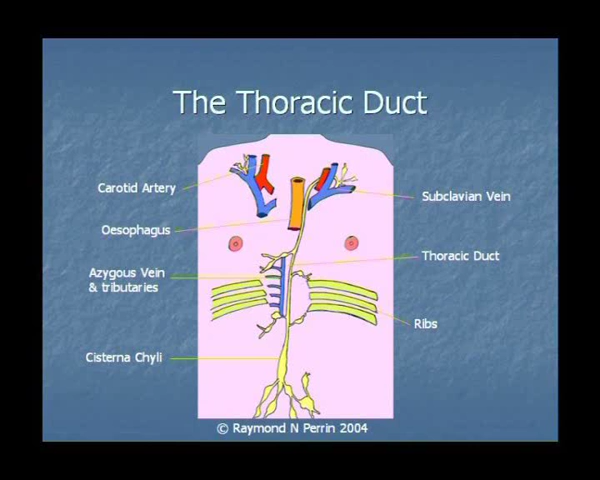 The Thoracic Duct
Carotid Artery
Subclavian Vein
Oesophagus
Thoracic Duct
Azygous Vein
& tributaries
Ribs
Cisterna Chyli
© Raymond N Perrin 2004